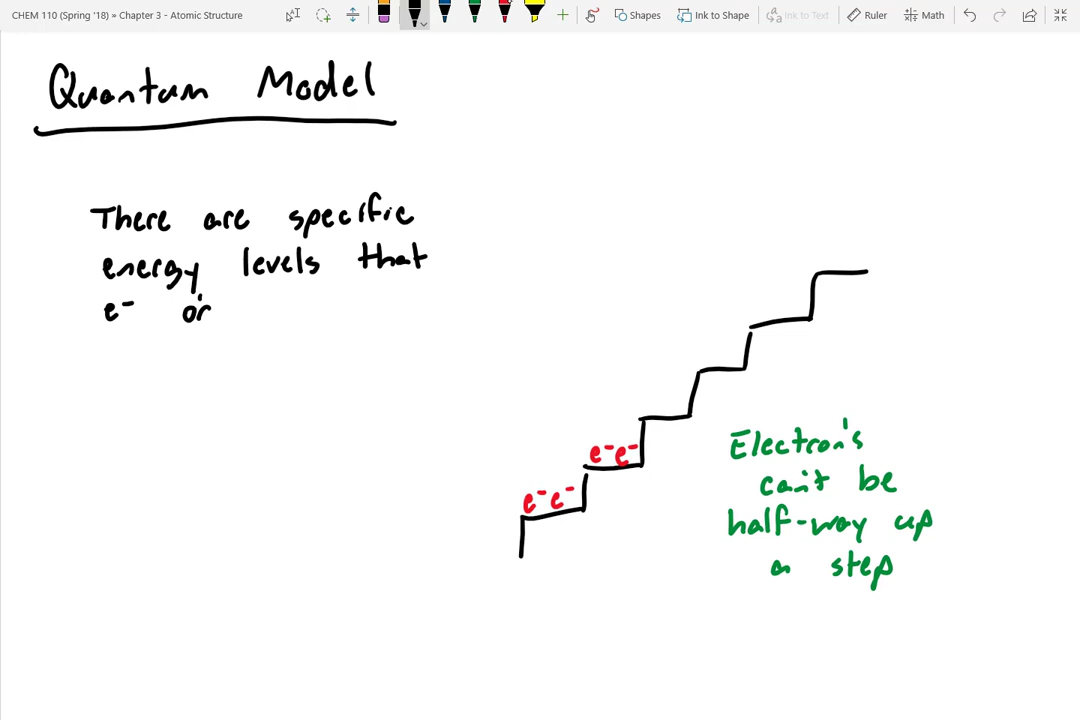 CHEM 110 (Spring '18) » Chapter 3 - Atomic Structure
Shapes
Ink to Shape
Ink to Text
Ruler
Math
Quantum Model
There are specific
energy levels that
e⁻ or
e⁻e⁻
e⁻e⁻
Electron's
can't be
half-way up
a step